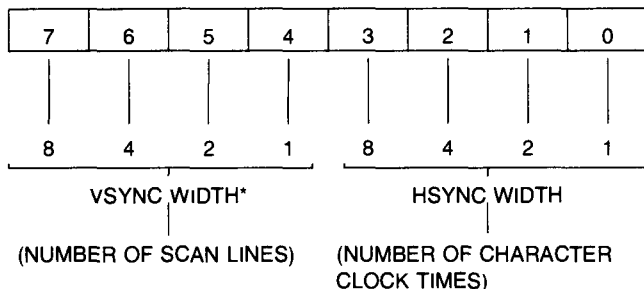 7 6 5 4 3 2 1 0
8 4 2 1 8 4 2 1
VSYNC WIDTH* HSYNC WIDTH
(NUMBER OF SCAN LINES) (NUMBER OF CHARACTER
CLOCK TIMES)